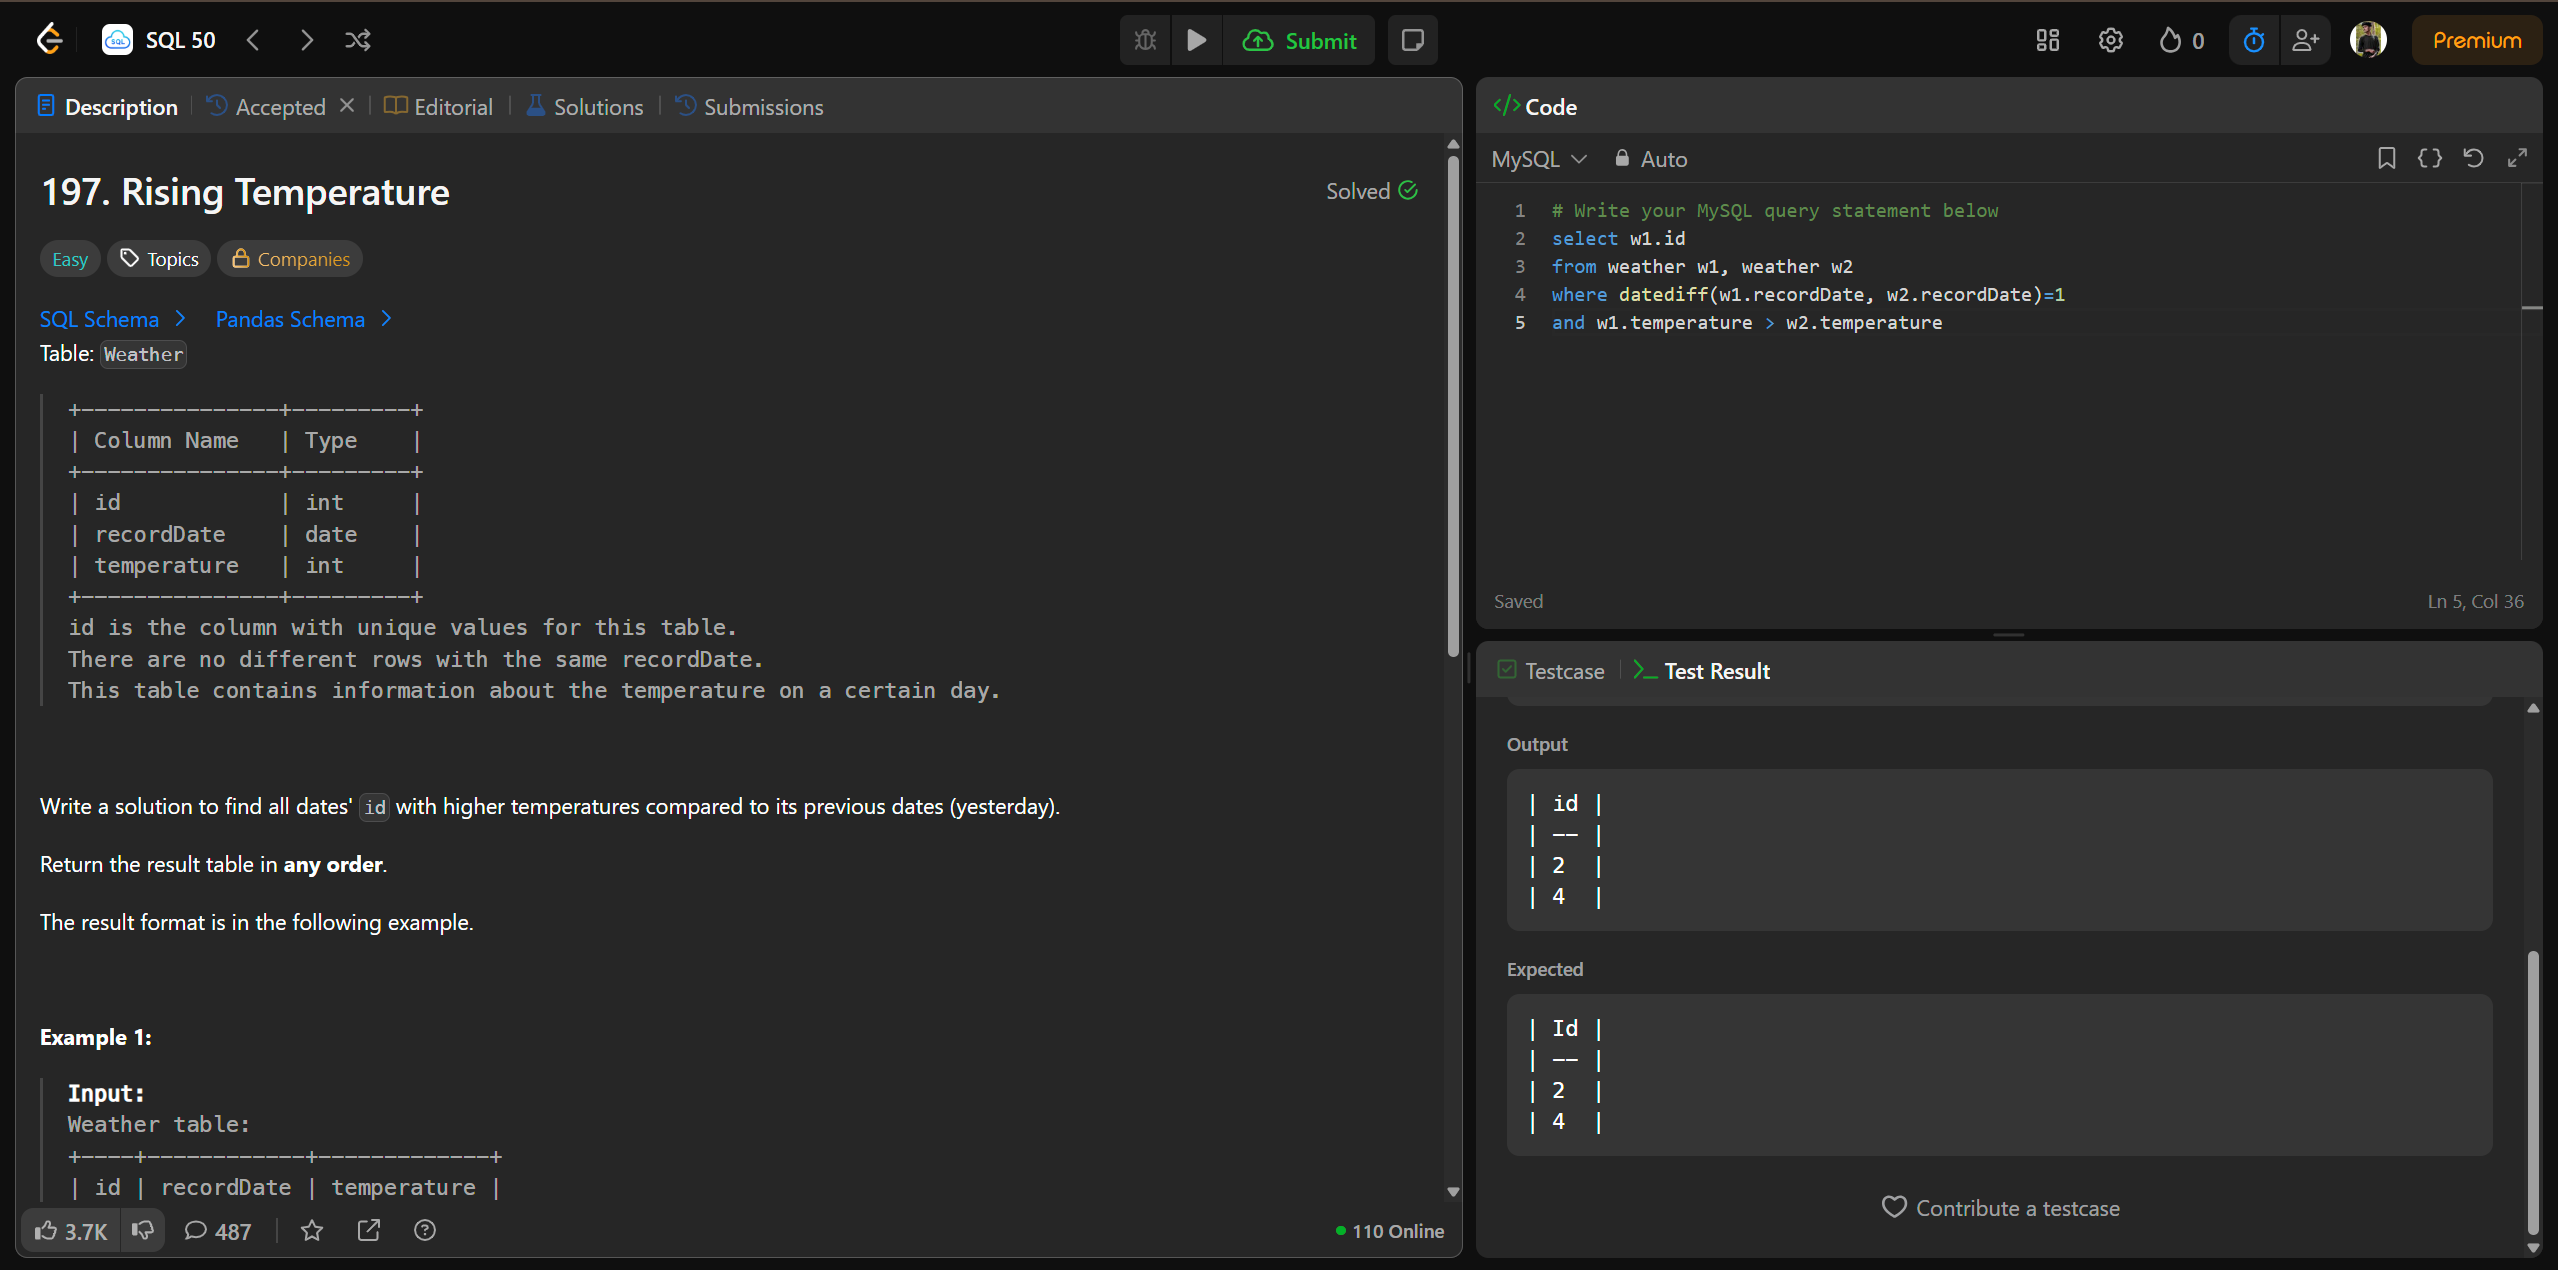 SQL 50
Submit
0
Premium
Description
Accepted
Editorial
Solutions
Submissions
197. Rising Temperature
Solved
Easy
Topics
Companies
SQL Schema
Pandas Schema
Table: Weather
+---------------+---------+
| Column Name   | Type    |
+---------------+---------+
| id            | int     |
| recordDate    | date    |
| temperature   | int     |
+---------------+---------+
id is the column with unique values for this table.
There are no different rows with the same recordDate.
This table contains information about the temperature on a certain day.
Write a solution to find all dates' id with higher temperatures compared to its previous dates (yesterday).
Return the result table in any order.
The result format is in the following example.
Example 1:
Input:
Weather table:
+----+------------+-------------+
| id | recordDate | temperature |
3.7K
487
110 Online
Code
MySQL
Auto
1 # Write your MySQL query statement below
2 select w1.id
3 from weather w1, weather w2
4 where datediff(w1.recordDate, w2.recordDate)=1
5 and w1.temperature > w2.temperature
Saved
Ln 5, Col 36
Testcase
Test Result
Output
| id |
| -- |
| 2  |
| 4  |
Expected
| Id |
| -- |
| 2  |
| 4  |
Contribute a testcase